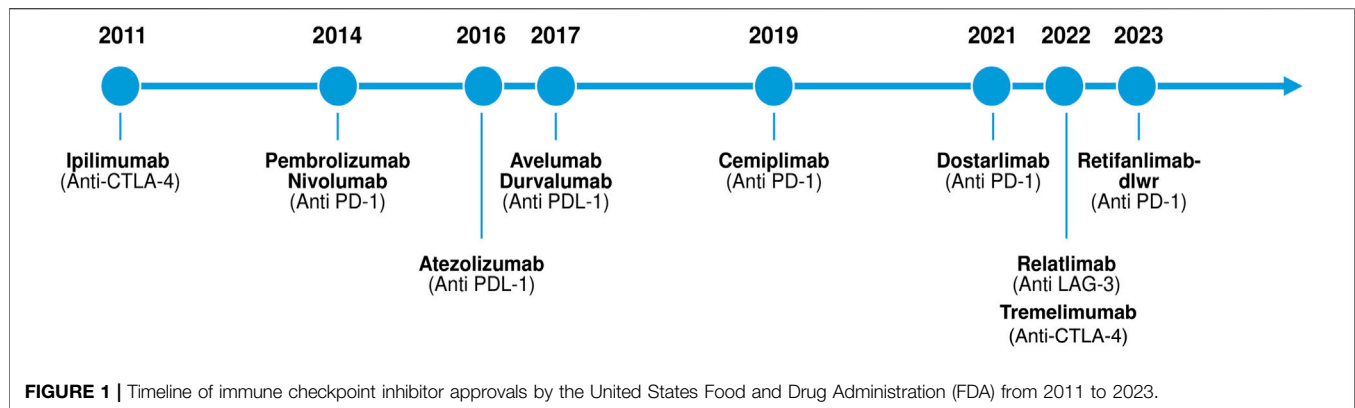 2011 2014 2016 2017 2019 2021 2022 2023
Ipilimumab
(Anti-CTLA-4)
Pembrolizumab
Nivolumab
(Anti PD-1)
Atezolizumab
(Anti PDL-1)
Avelumab
Durvalumab
(Anti PDL-1)
Cemiplimab
(Anti PD-1)
Dostarlimab
(Anti PD-1)
Relatlimab
(Anti LAG-3)
Tremelimumab
(Anti-CTLA-4)
Retifanlimab-
dlwr
(Anti PD-1)
FIGURE 1 | Timeline of immune checkpoint inhibitor approvals by the United States Food and Drug Administration (FDA) from 2011 to 2023.